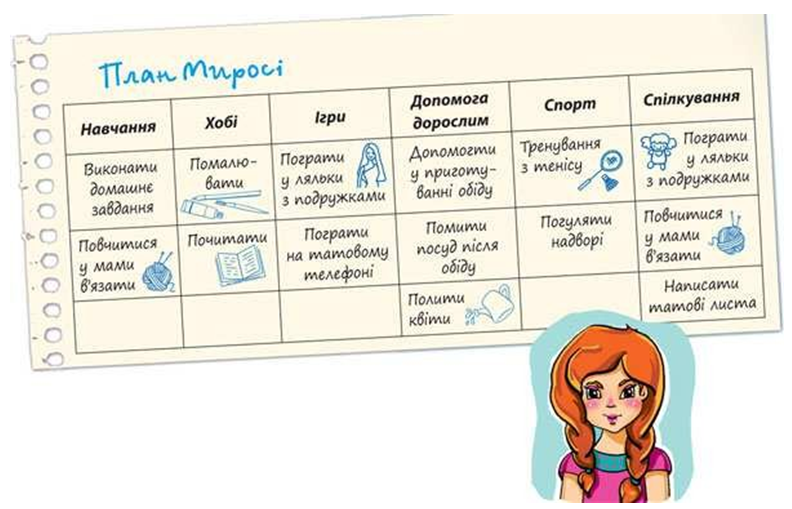 План Миросі
Навчання
Хобі
Ігри
Допомога
дорослим
Спорт
Спілкування
Виконати
домашнє
завдання
Помалю-
вати
Пограти
у ляльки
з подружками
Допомогти
у приготу-
ванні обіду
Тренування
з тенісу
Пограти
у ляльки
з подружками
Повчитися
у мами
в'язати
Почитати
Пограти
на татовому
телефоні
Помити
посуд після
обіду
Погуляти
надворі
Повчитися
у мами
в'язати
Полити
квіти
Написати
татові листа